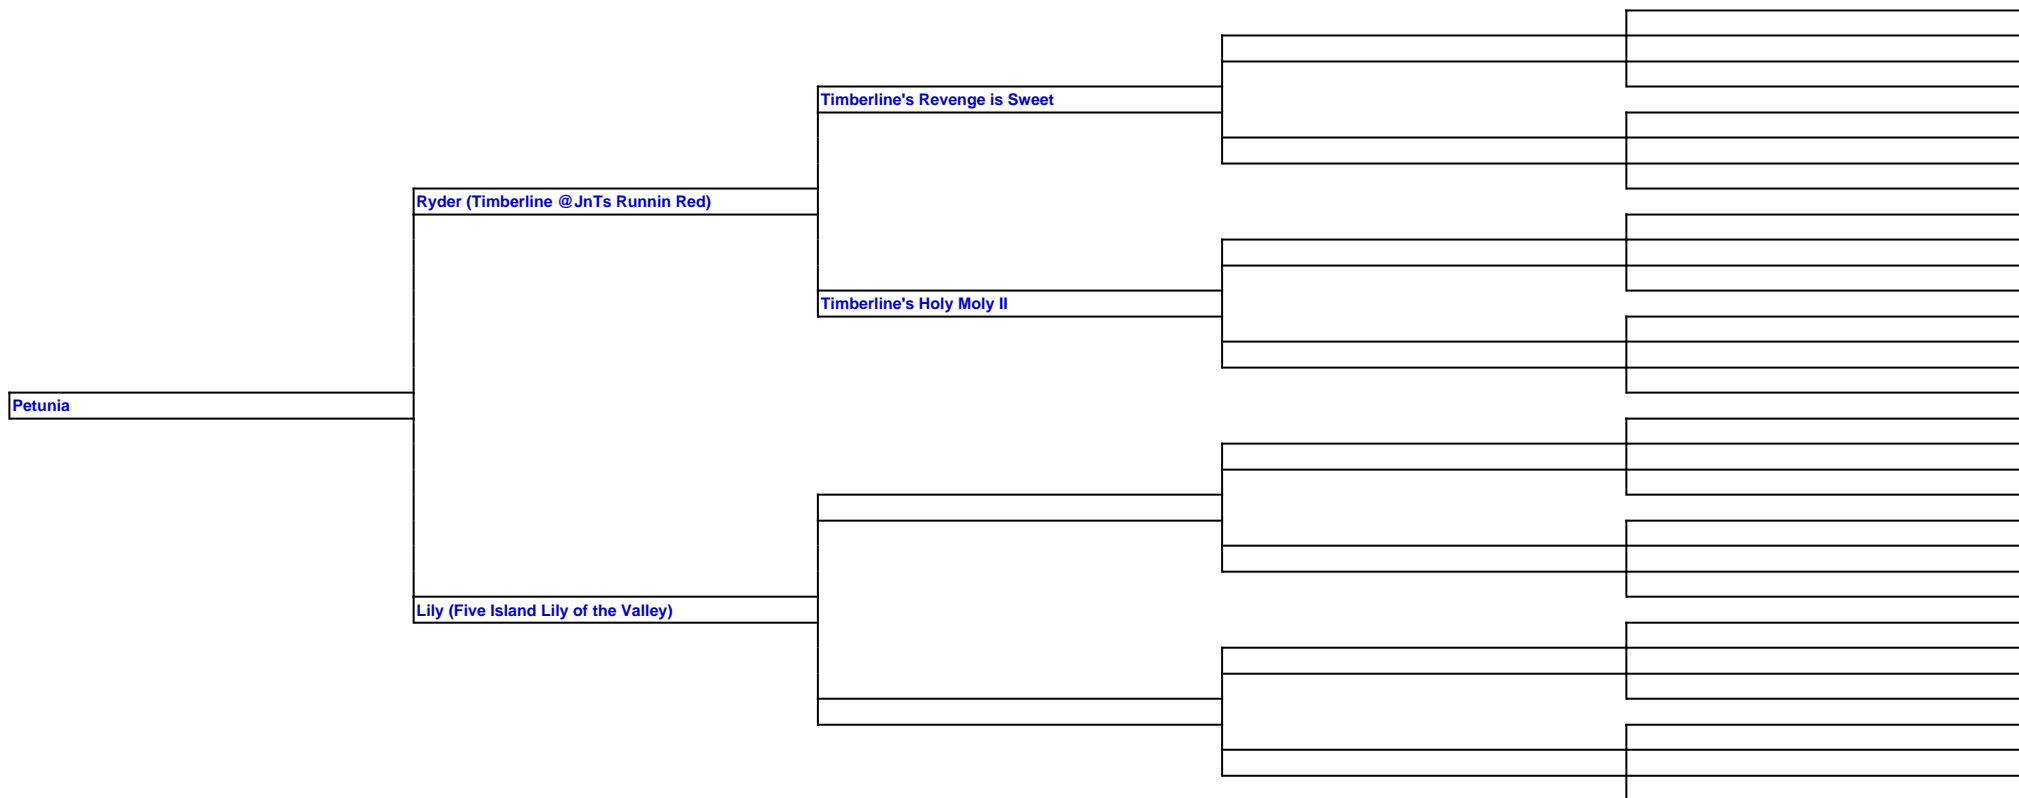 Timberline's Revenge is Sweet
Ryder (Timberline @JnTs Runnin Red)
Timberline's Holy Moly II
Petunia
Lily (Five Island Lily of the Valley)